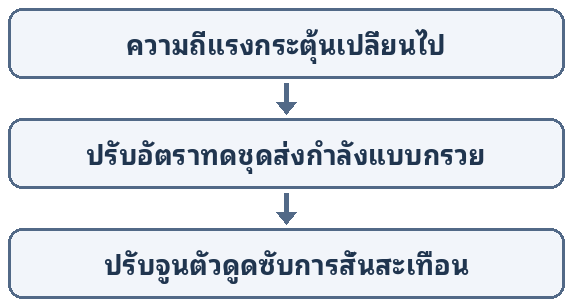 ความถี่แรงกระตุ้นเปลี่ยนไป
ปรับอัตราทดชุดส่งกำลังแบบกรวย
ปรับจูนตัวดูดซับการสั่นสะเทือน